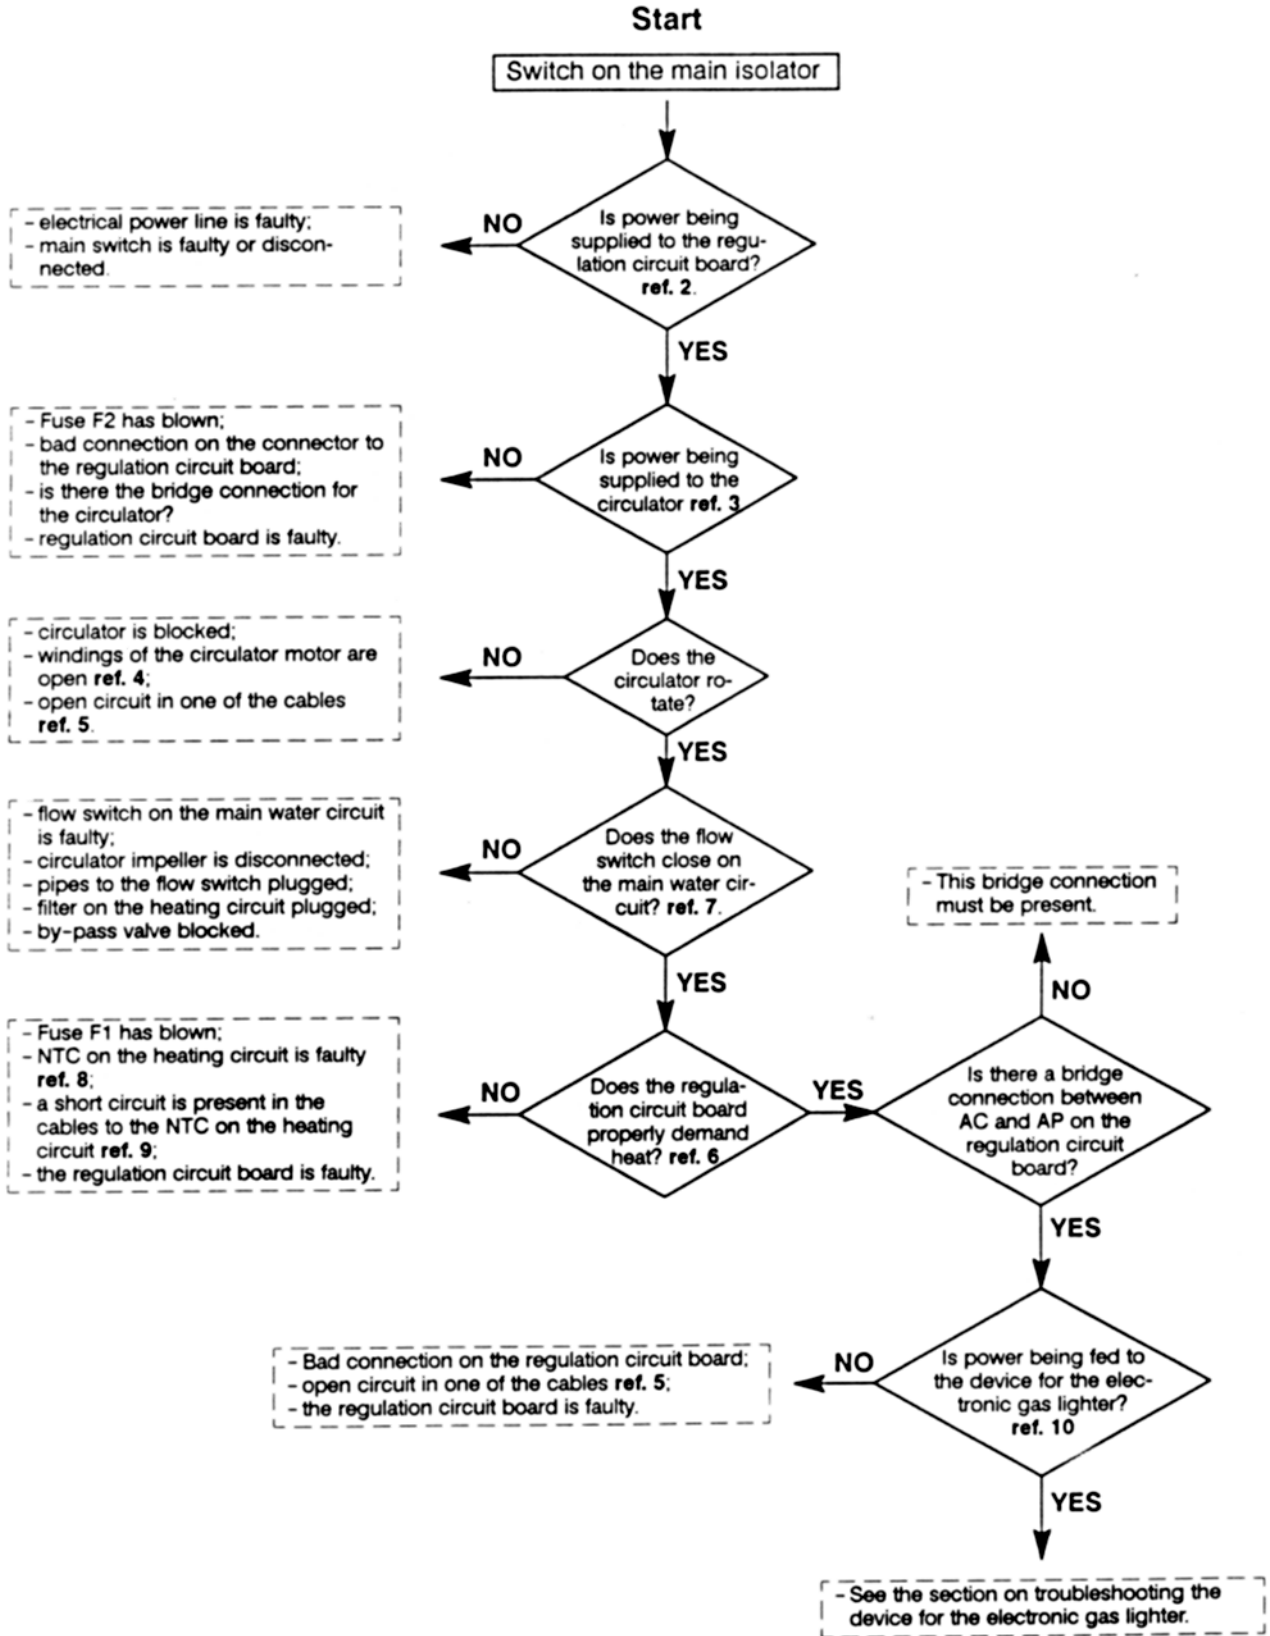 Start
Switch on the main isolator
Is power being
supplied to the regu-
lation circuit board?
ref. 2.
NO
- electrical power line is faulty;
- main switch is faulty or discon-
nected.
YES
Is power being
supplied to the
circulator ref. 3
NO
- Fuse F2 has blown;
- bad connection on the connector to
the regulation circuit board;
- is there the bridge connection for
the circulator?
- regulation circuit board is faulty.
YES
Does the
circulator ro-
tate?
NO
- circulator is blocked;
- windings of the circulator motor are
open ref. 4;
- open circuit in one of the cables
ref. 5.
YES
Does the flow
switch close on
the main water cir-
cuit? ref. 7.
NO
- flow switch on the main water circuit
is faulty;
- circulator impeller is disconnected;
- pipes to the flow switch plugged;
- filter on the heating circuit plugged;
- by-pass valve blocked.
YES
Does the regula-
tion circuit board
properly demand
heat? ref. 6
NO
- Fuse F1 has blown;
- NTC on the heating circuit is faulty
ref. 8;
- a short circuit is present in the
cables to the NTC on the heating
circuit ref. 9;
- the regulation circuit board is faulty.
YES
Is there a bridge
connection between
AC and AP on the
regulation circuit
board?
NO
- This bridge connection
must be present.
YES
Is power being fed to
the device for the elec-
tronic gas lighter?
ref. 10
NO
- Bad connection on the regulation circuit board;
- open circuit in one of the cables ref. 5;
- the regulation circuit board is faulty.
YES
- See the section on troubleshooting the
device for the electronic gas lighter.